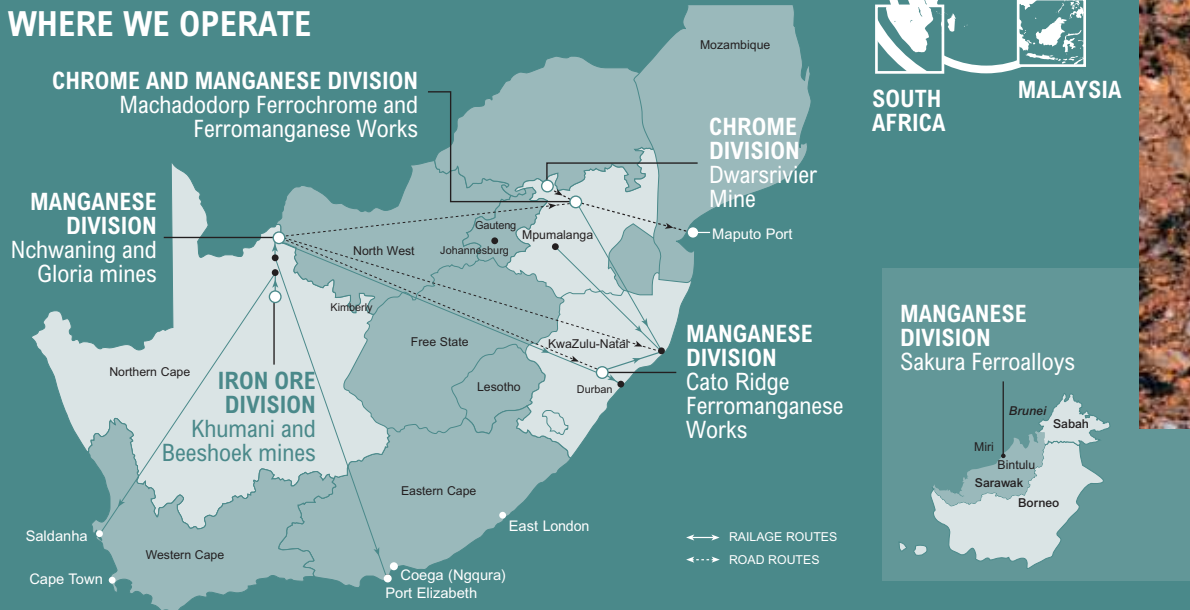 WHERE WE OPERATE
CHROME AND MANGANESE DIVISION
Machadodorp Ferrochrome and
Ferromanganese Works
MANGANESE
DIVISION
Nchwaning and
Gloria mines
IRON ORE
DIVISION
Khumani and
Beeshoek mines
CHROME
DIVISION
Dwarsrivier
Mine
MANGANESE
DIVISION
Cato Ridge
Ferromanganese
Works
Mozambique
Maputo Port
Gauteng
Johannesburg
Mpumalanga
North West
Kimberly
Northern Cape
Free State
Lesotho
KwaZulu-Natal
Durban
Eastern Cape
East London
Western Cape
Saldanha
Cape Town
Coega (Ngqura)
Port Elizabeth
RAILAGE ROUTES
ROAD ROUTES
SOUTH
AFRICA
MALAYSIA
MANGANESE
DIVISION
Sakura Ferroalloys
Brunei
Sabah
Miri
Bintulu
Sarawak
Borneo